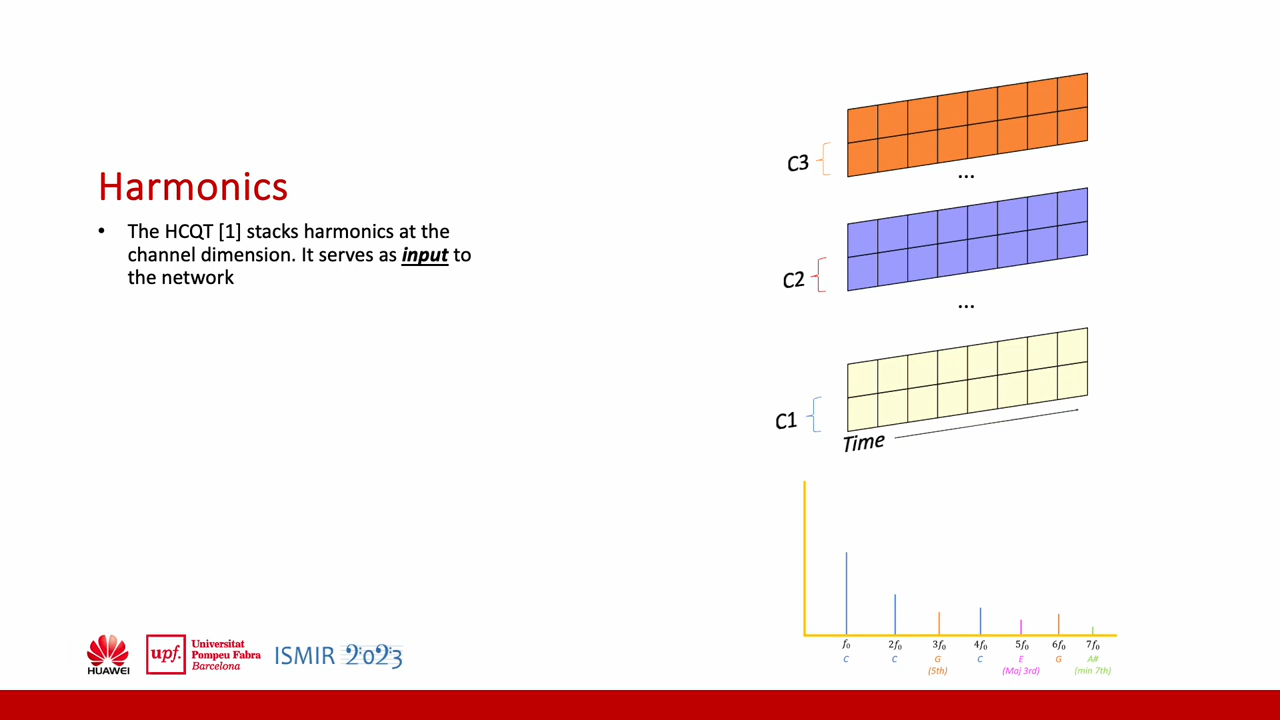 Harmonics
• The HCQT [1] stacks harmonics at the
channel dimension. It serves as input to
the network
C3
...
C2
...
C1
Time
f₀ 2f₀ 3f₀ 4f₀ 5f₀ 6f₀ 7f₀
C C G C E G A#
(5th) (Maj 3rd) (min 7th)
HUAWEI
upf.
Universitat
Pompeu Fabra
Barcelona
ISMIR 2023